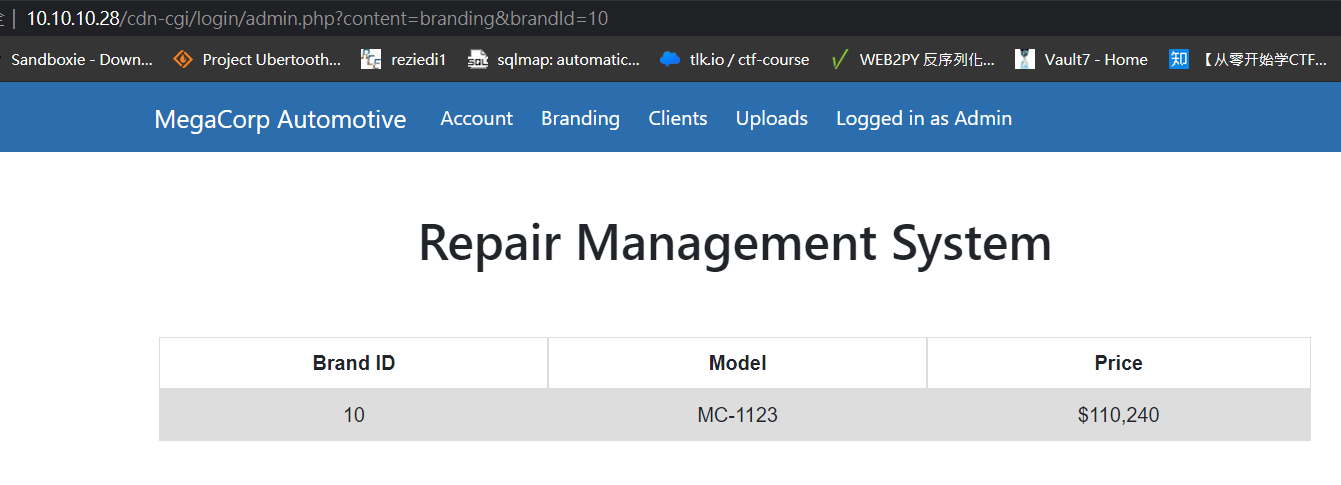 全 | 10.10.10.28/cdn-cgi/login/admin.php?content=branding&brandId=10
Sandboxie - Down... Project Ubertooth... reziedi1 sqlmap: automatic... tlk.io / ctf-course WEB2PY 反序列化... Vault7 - Home 【从零开始学CTF...
MegaCorp Automotive Account Branding Clients Uploads Logged in as Admin
Repair Management System
Brand ID Model Price
10 MC-1123 $110,240